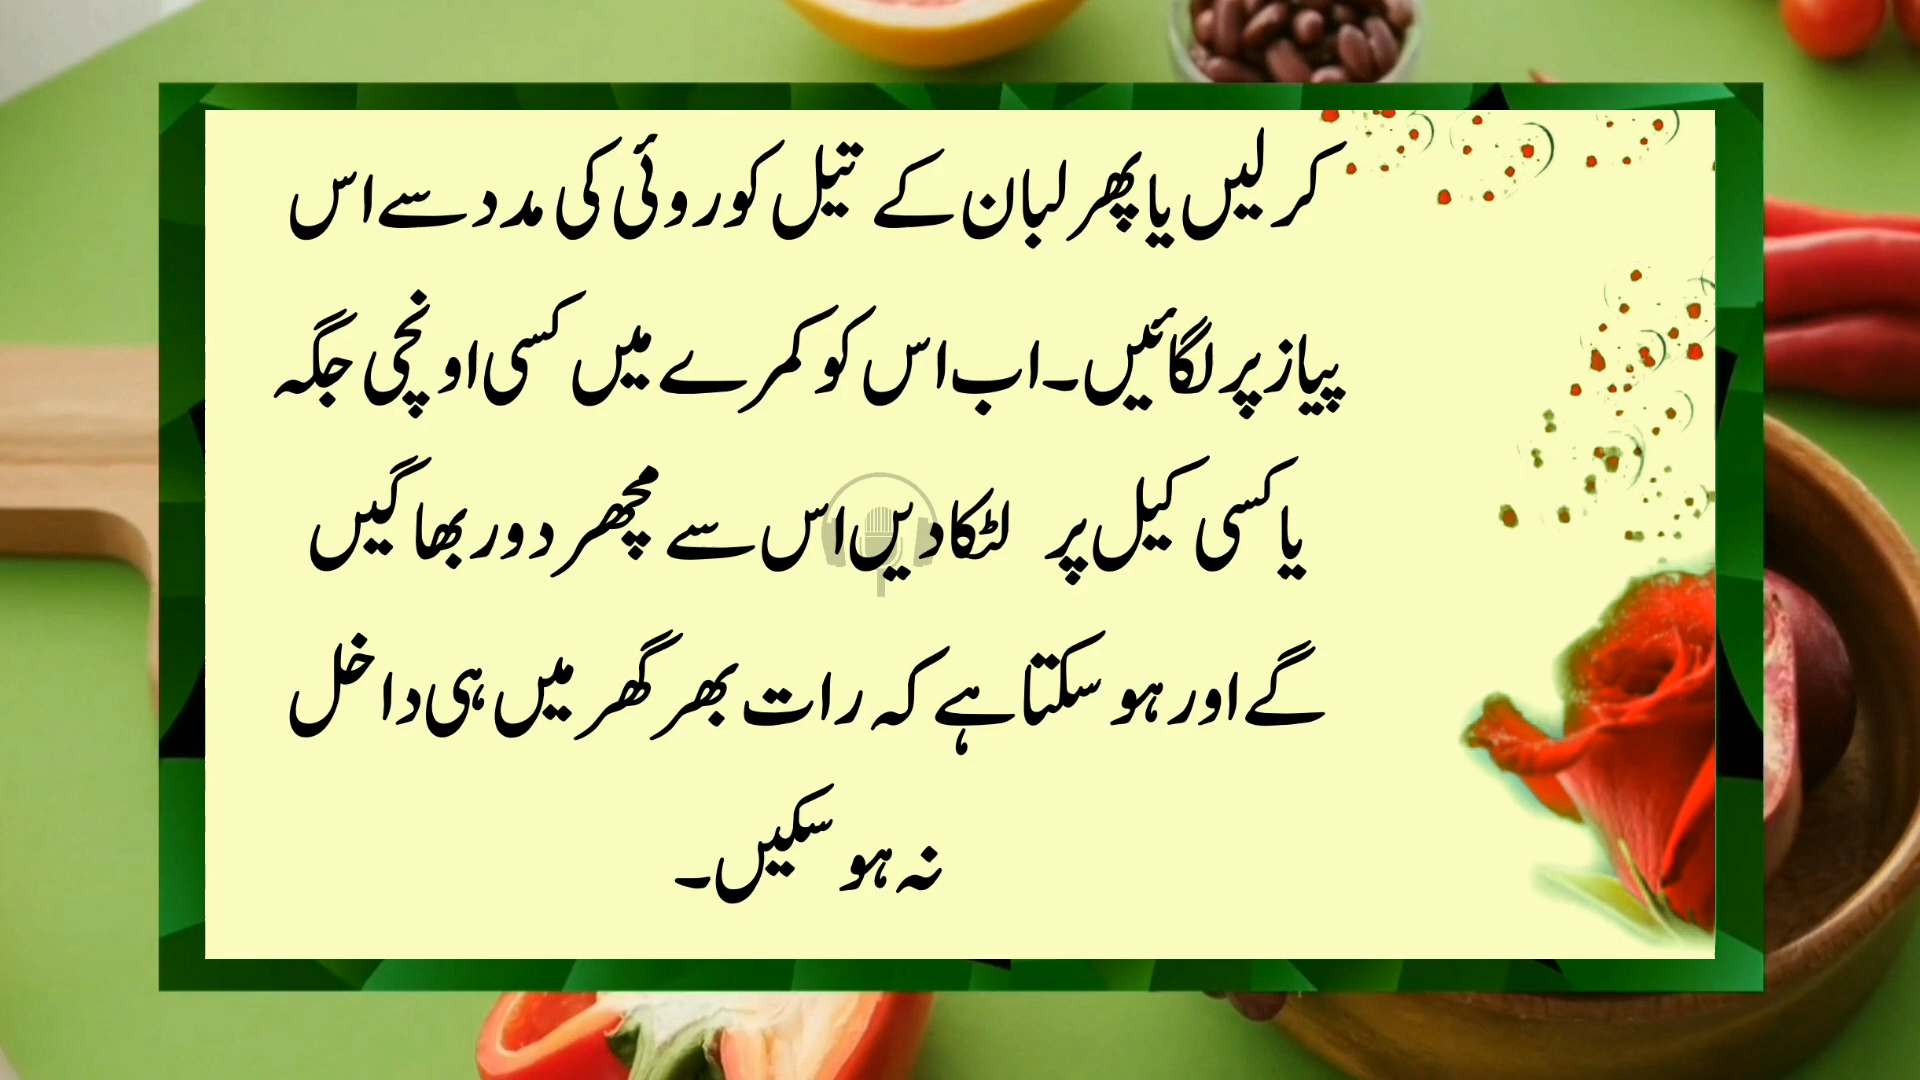 کر لیں یا پھر لبان کے تیل کو روئی کی مدد سے اس
پیاز پر لگائیں۔ اب اس کو کمرے میں کسی اونچی جگہ
یا کسی کیل پر لٹکا دیں اس سے مچھر دور بھاگیں
گے اور ہو سکتا ہے کہ رات بھر گھر میں ہی داخل
نہ ہو سکیں۔